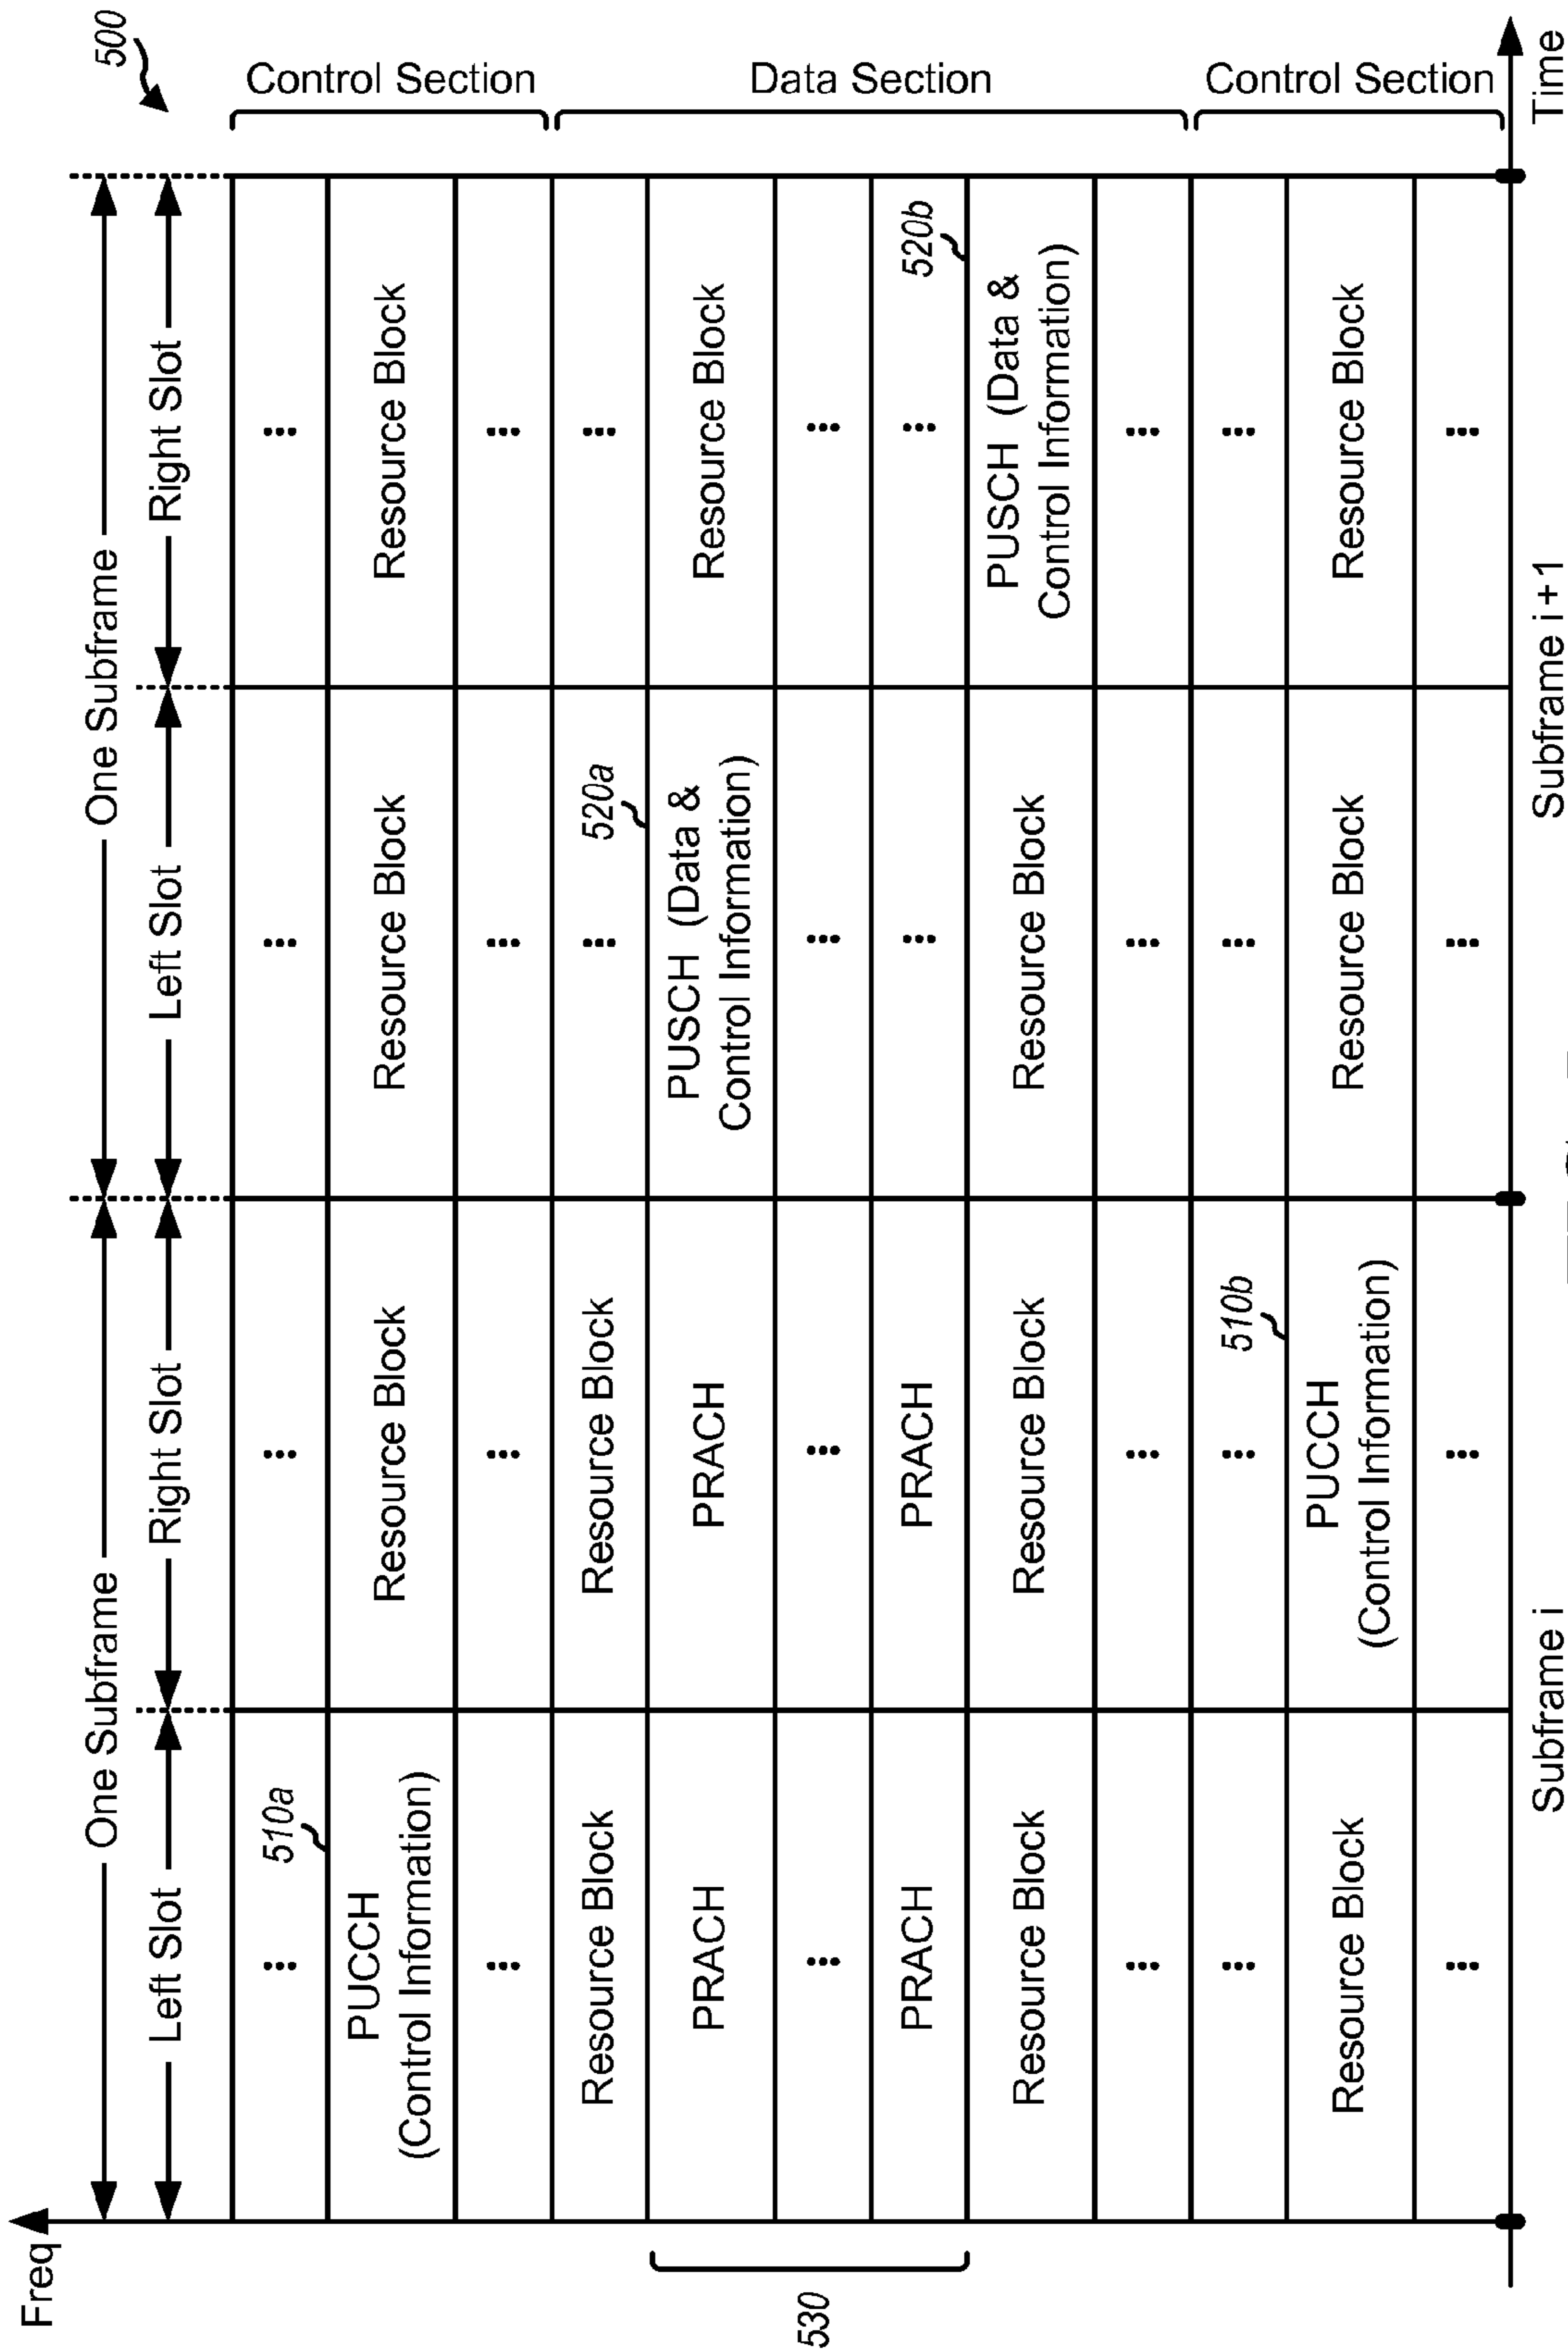 500
One Subframe
One Subframe
Left Slot
Right Slot
Left Slot
Right Slot
Freq
Control Section
Data Section
Control Section
530
510a
⋮ ⋮ ⋮ ⋮
PUCCH
(Control Information)
Resource Block
Resource Block
Resource Block
⋮ ⋮ ⋮ ⋮
520a
Resource Block
Resource Block
⋮ ⋮
PRACH
PRACH
PUSCH (Data &
Control Information)
Resource Block
⋮ ⋮ ⋮ ⋮
520b
PRACH
PRACH
⋮ ⋮
Resource Block
Resource Block
Resource Block
PUSCH (Data &
Control Information)
⋮ ⋮ ⋮ ⋮
510b
⋮ ⋮ ⋮ ⋮
Resource Block
PUCCH
(Control Information)
Resource Block
Resource Block
⋮ ⋮ ⋮ ⋮
Subframe i
Subframe i+1
Time